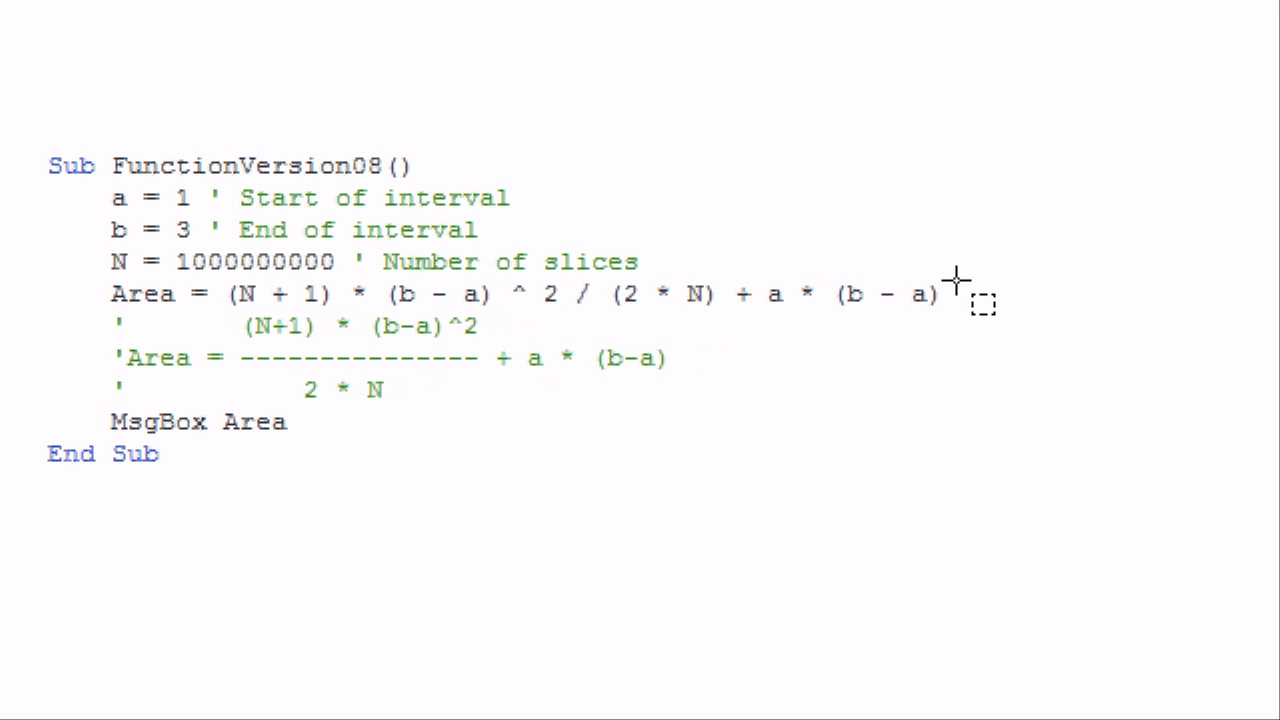 Sub FunctionVersion08()
    a = 1 ' Start of interval
    b = 3 ' End of interval
    N = 1000000000 ' Number of slices
    Area = (N + 1) * (b - a) ^ 2 / (2 * N) + a * (b - a)
    '       (N+1) * (b-a)^2
    'Area = --------------- + a * (b-a)
    '           2 * N
    MsgBox Area
End Sub